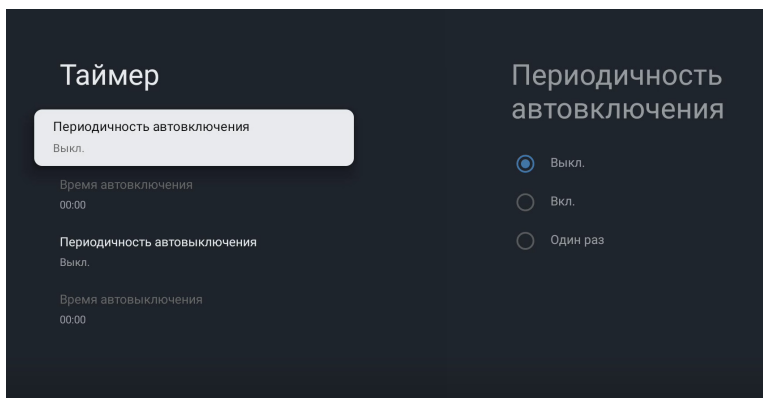 Таймер
Периодичность автовключения
Выкл.
Время автовключения
00:00
Периодичность автовыключения
Выкл.
Время автовыключения
00:00
Периодичность
автовключения
Выкл.
Вкл.
Один раз